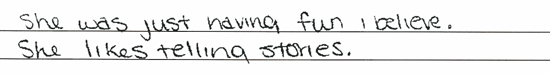 She was just having fun i believe.
She likes telling stories.